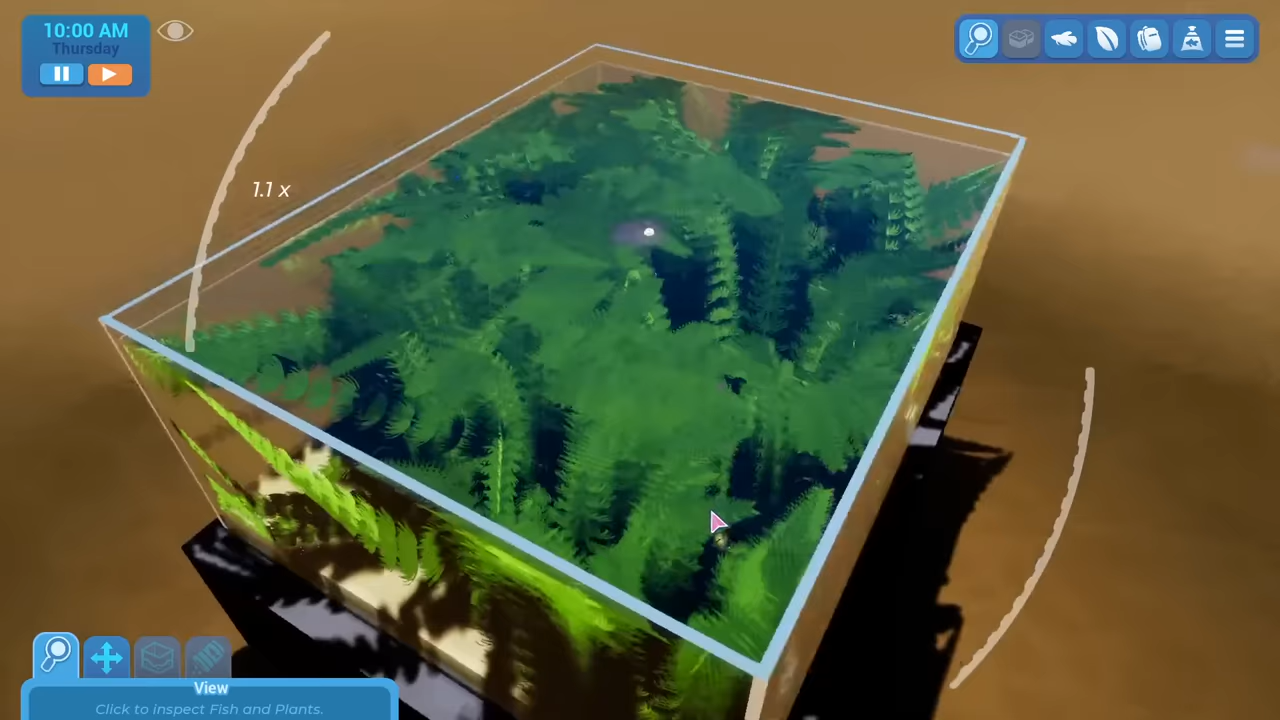 10:00 AM
Thursday
1.1 x
View
Click to inspect Fish and Plants.